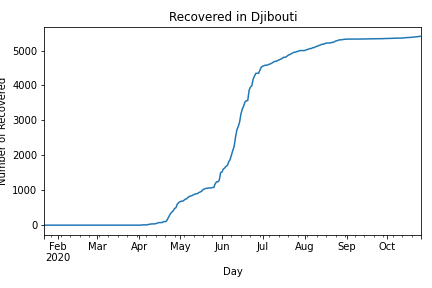 Recovered in Djibouti
Number of Recovered
5000
4000
3000
2000
1000
0
Feb Mar Apr May Jun Jul Aug Sep Oct
2020
Day